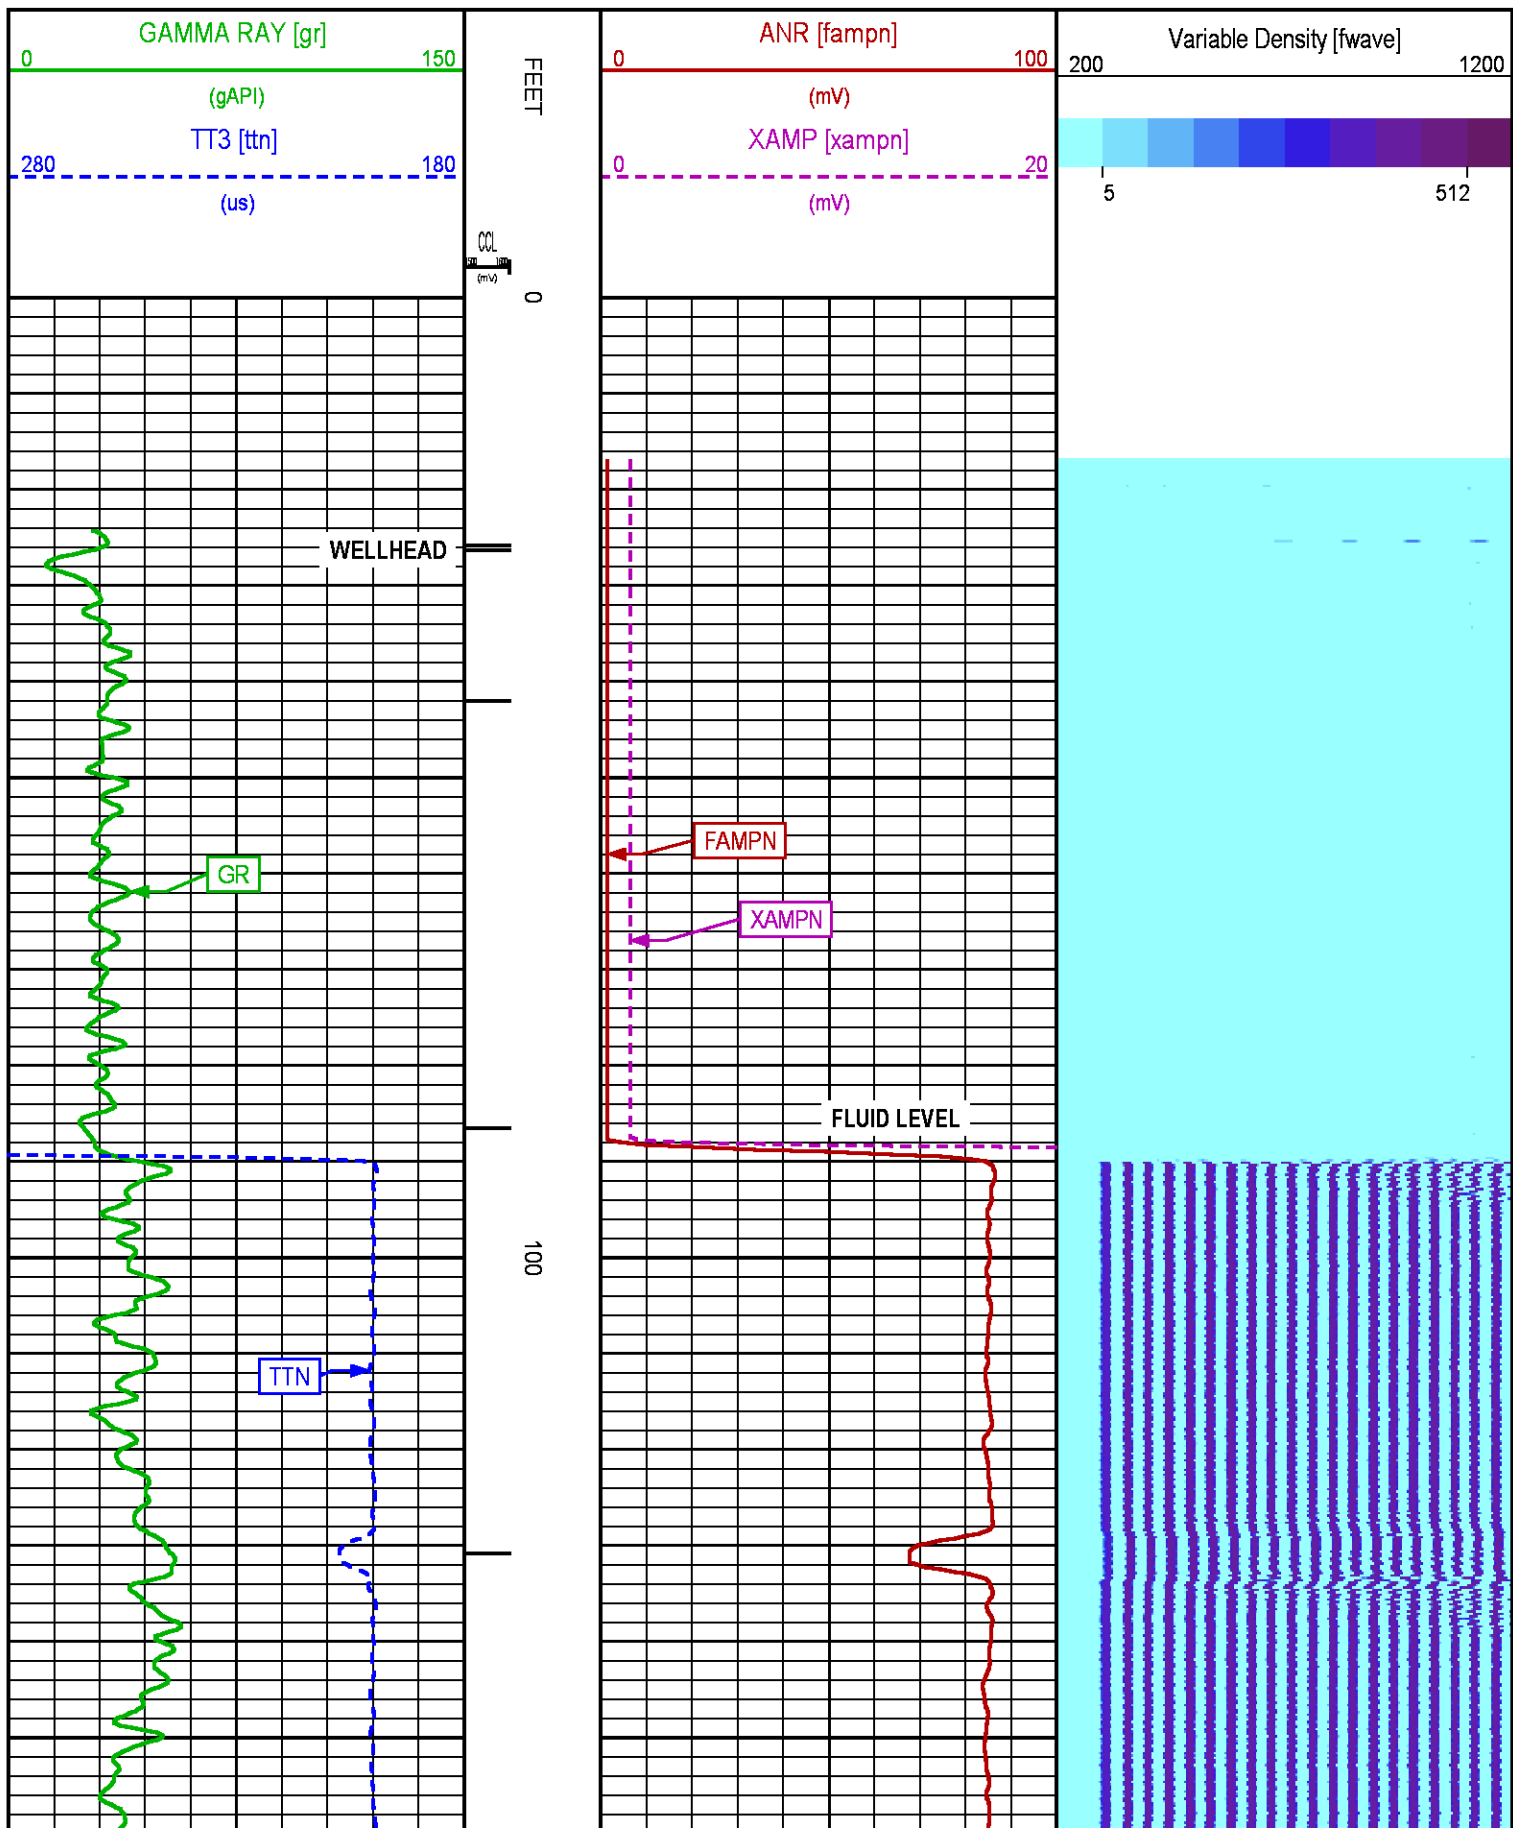 GAMMA RAY [gr]
0 150
(gAPI)
TT3 [ttn]
280 180
(us)
CCL
(mV)
FEET
0
ANR [fampn]
0 100
(mV)
XAMP [xampn]
0 20
(mV)
Variable Density [fwave]
200 1200
5 512
WELLHEAD
FAMPN
GR
XAMPN
FLUID LEVEL
100
TTN